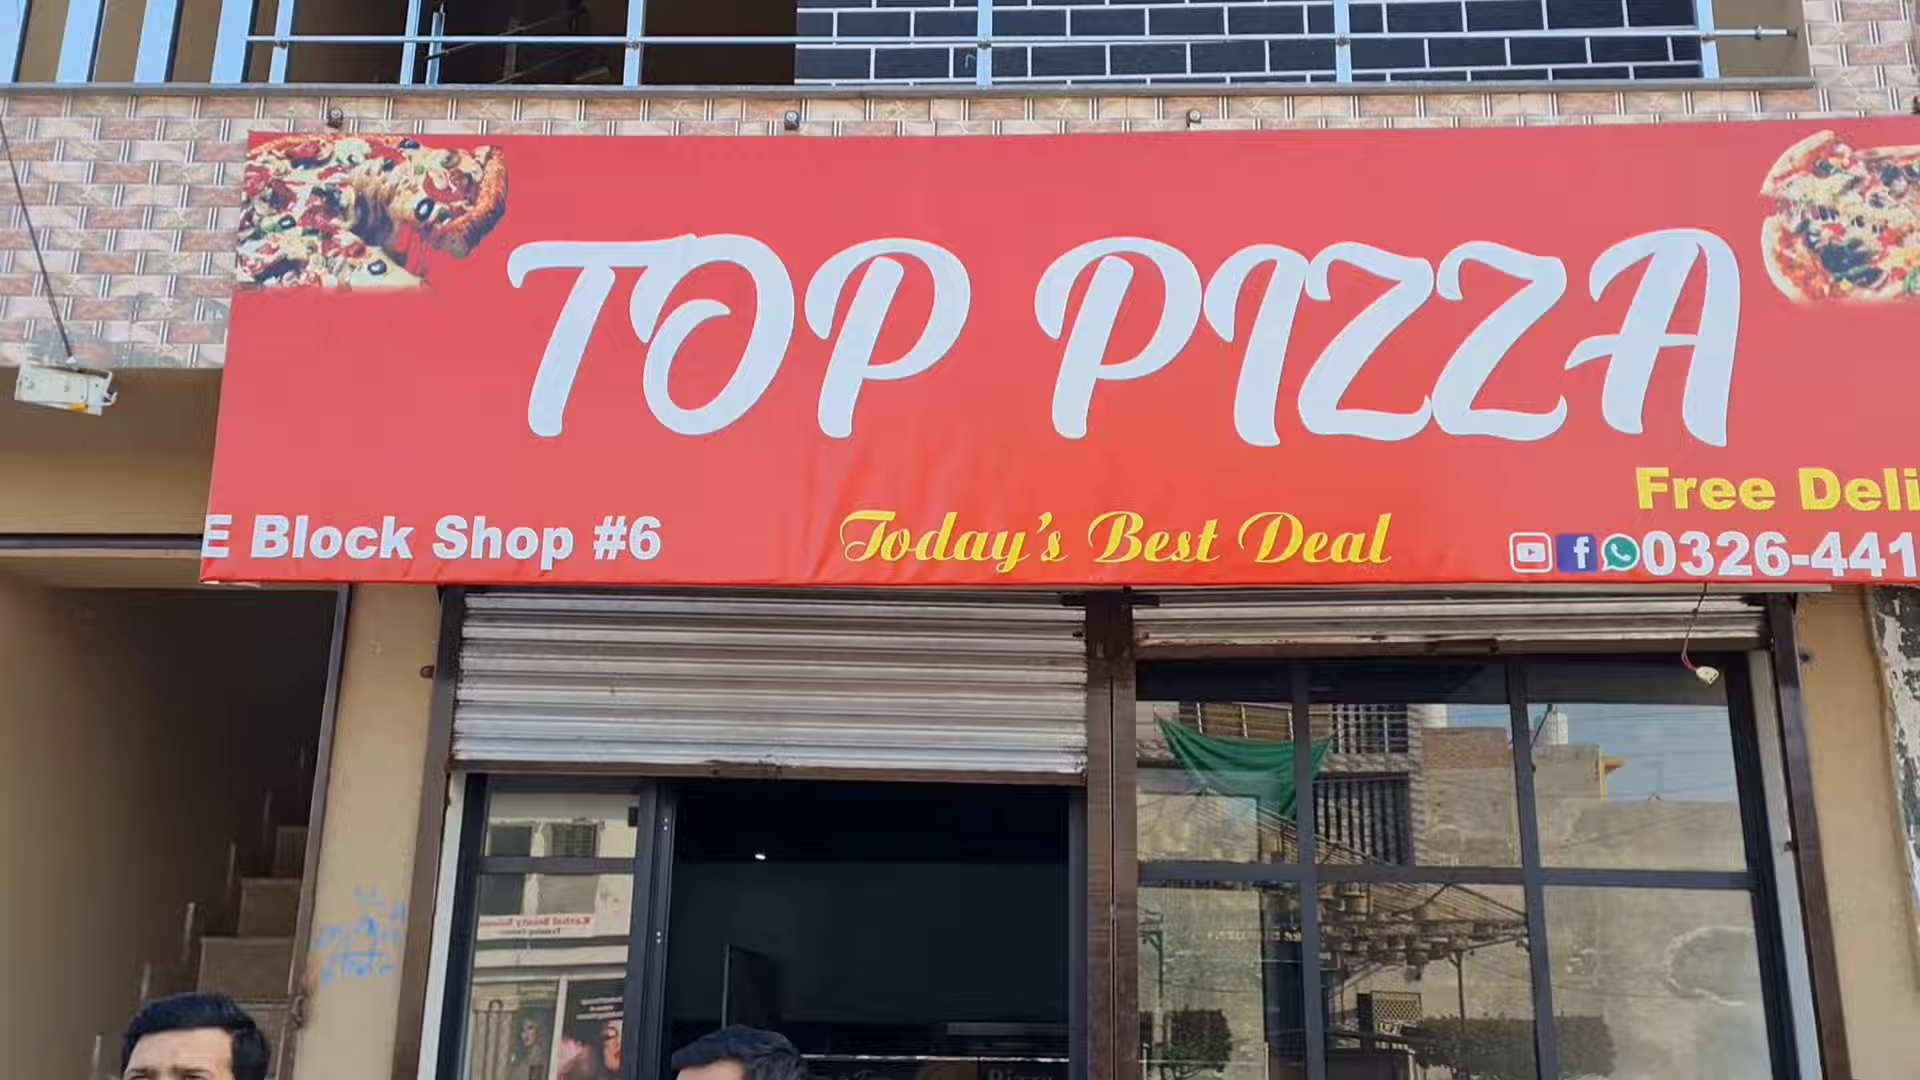 TOP PIZZA
Free Deli
E Block Shop #6
Today's Best Deal
0326-441